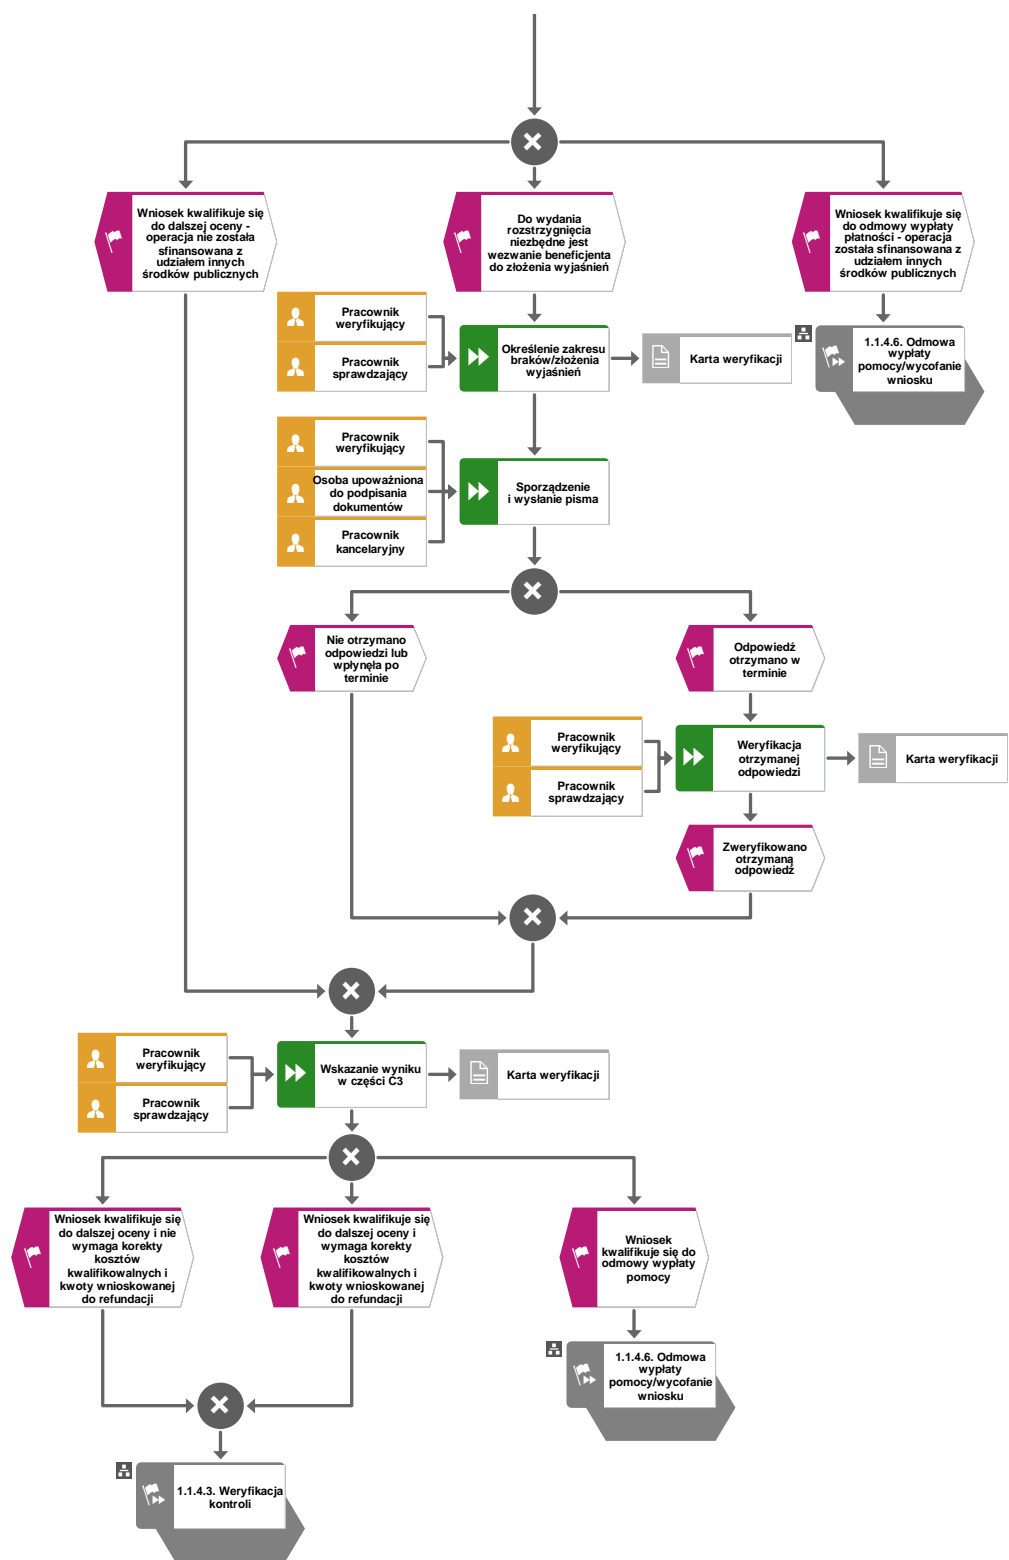 Wniosek kwalifikuje się
do dalszej oceny -
operacja nie została
sfinansowana z
udziałem innych
środków publicznych
Do wydania
rozstrzygnięcia
niezbędne jest
wezwanie beneficjenta
do złożenia wyjaśnień
Wniosek kwalifikuje się
do odmowy wypłaty
płatności - operacja
została sfinansowana z
udziałem innych
środków publicznych
Pracownik
weryfikujący
Pracownik
sprawdzający
Określenie zakresu
braków/złożenia
wyjaśnień
Karta weryfikacji
1.1.4.6. Odmowa
wypłaty
pomocy/wycofanie
wniosku
Pracownik
weryfikujący
Osoba upoważniona
do podpisania
dokumentów
Pracownik
kancelaryjny
Sporządzenie
i wysłanie pisma
Nie otrzymano
odpowiedzi lub
wpłynęła po
terminie
Odpowiedź
otrzymano w
terminie
Pracownik
weryfikujący
Pracownik
sprawdzający
Weryfikacja
otrzymanej
odpowiedzi
Karta weryfikacji
Zweryfikowano
otrzymaną
odpowiedź
Pracownik
weryfikujący
Pracownik
sprawdzający
Wskazanie wyniku
w części C3
Karta weryfikacji
Wniosek kwalifikuje się
do dalszej oceny i nie
wymaga korekty
kosztów
kwalifikowalnych i
kwoty wnioskowanej
do refundacji
Wniosek kwalifikuje się
do dalszej oceny i
wymaga korekty
kosztów
kwalifikowalnych i
kwoty wnioskowanej
do refundacji
Wniosek
kwalifikuje się do
odmowy wypłaty
pomocy
1.1.4.6. Odmowa
wypłaty
pomocy/wycofanie
wniosku
1.1.4.3. Weryfikacja
kontroli